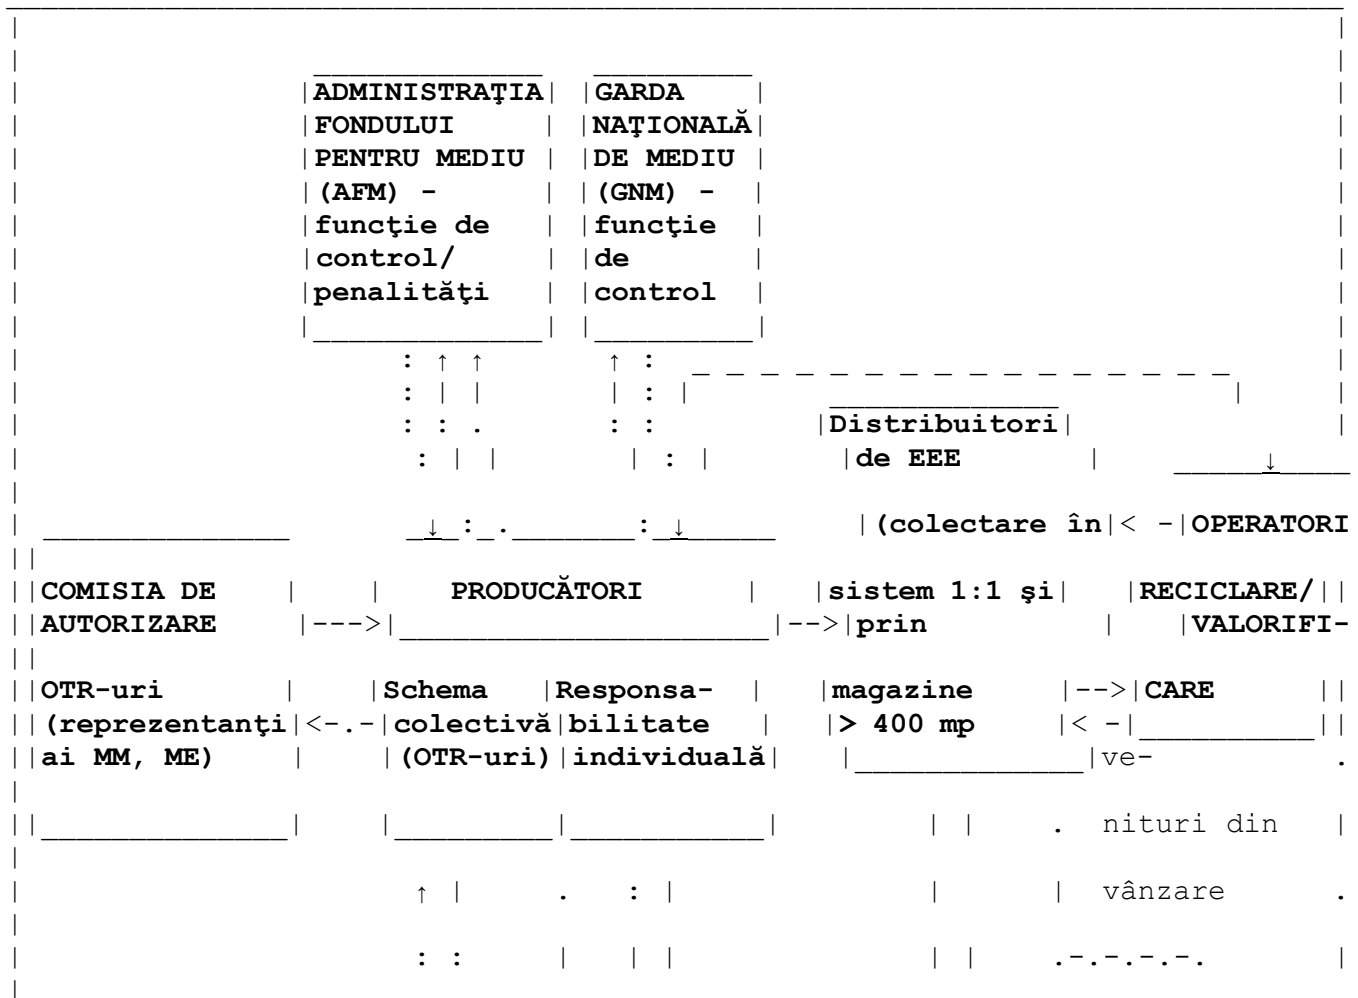 ADMINISTRAŢIA
FONDULUI
PENTRU MEDIU
(AFM) -
funcţie de
control/
penalităţi
GARDA
NAŢIONALĂ
DE MEDIU
(GNM) -
funcţie
de
control
Distribuitori
de EEE
(colectare în
sistem 1:1 şi
prin
magazine
> 400 mp
OPERATORI
RECICLARE/
VALORIFI-
CARE
COMISIA DE
AUTORIZARE
OTR-uri
(reprezentanţi
ai MM, ME)
PRODUCĂTORI
Schema
colectivă
(OTR-uri)
Responsa-
bilitate
individuală
ve-
nituri din
vânzare